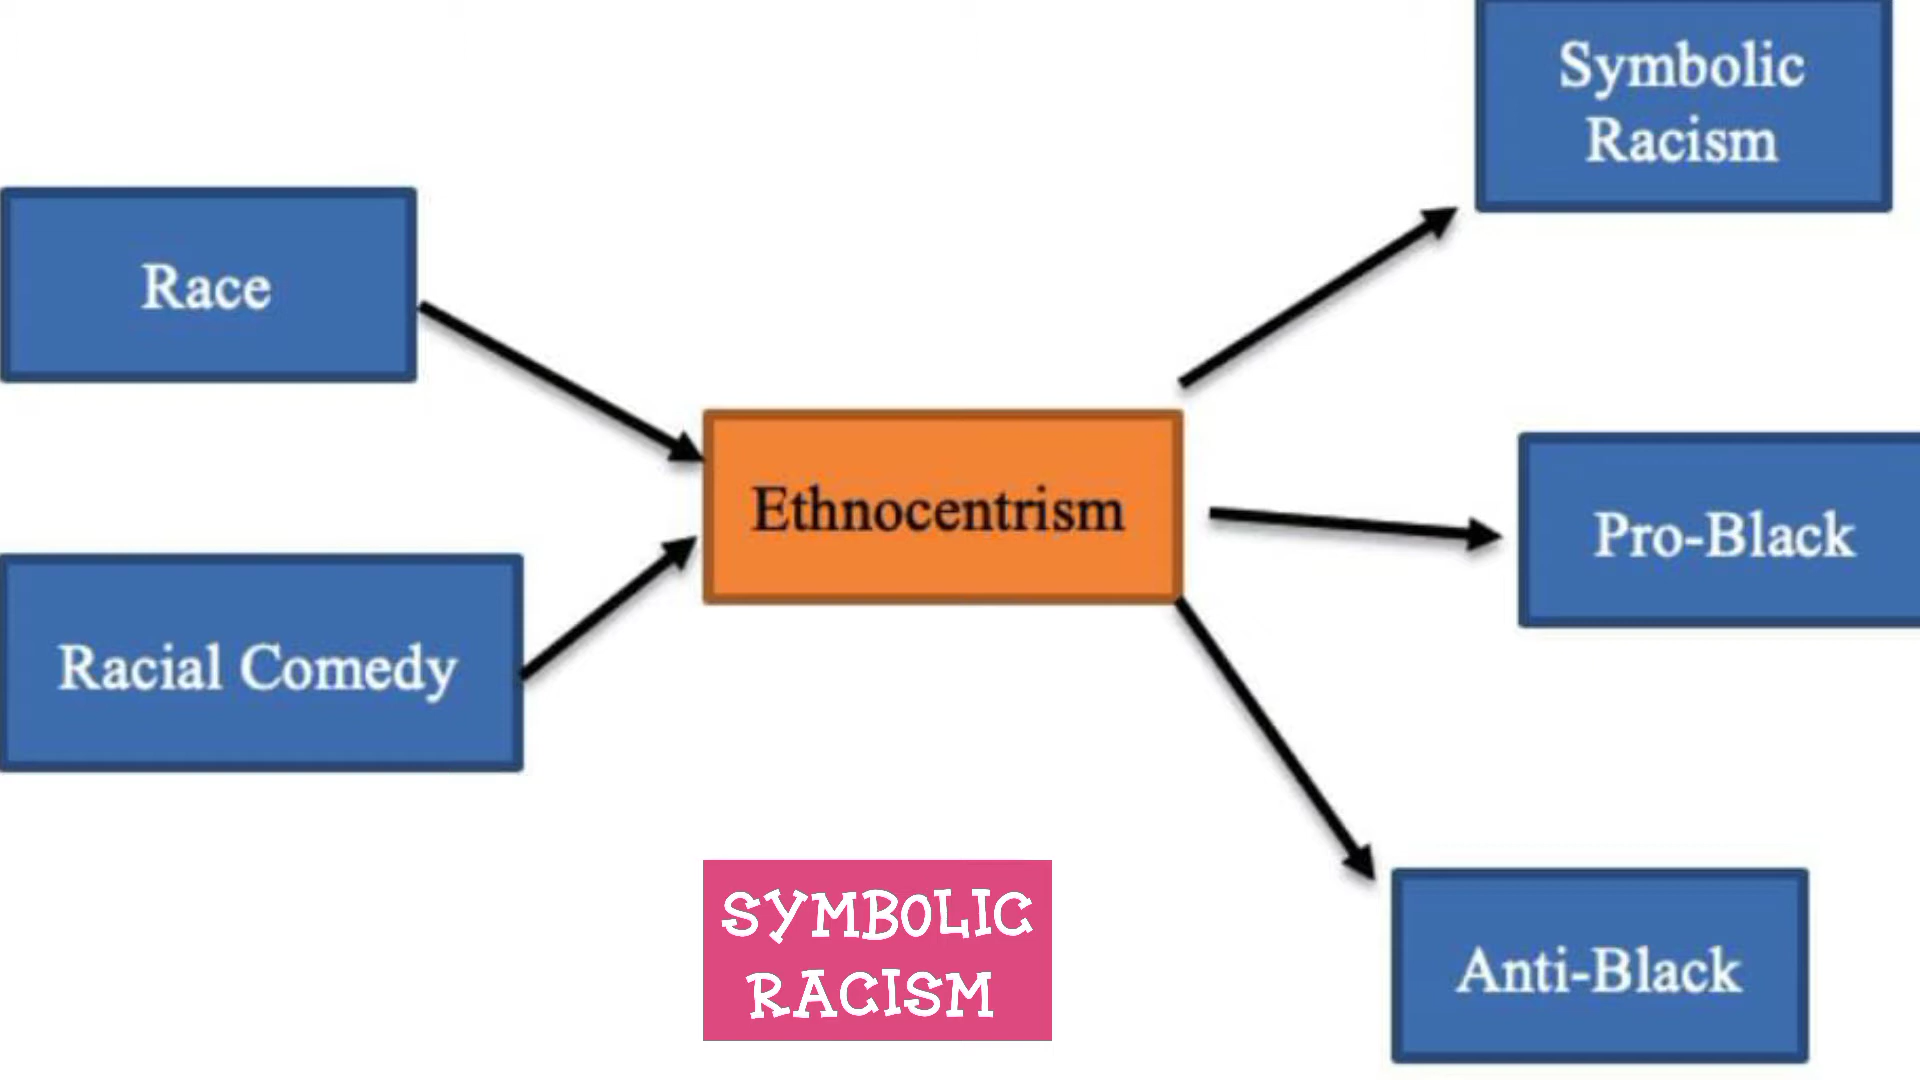 Symbolic
Racism
Race
Ethnocentrism
Pro-Black
Racial Comedy
SYMBOLIC
RACISM
Anti-Black